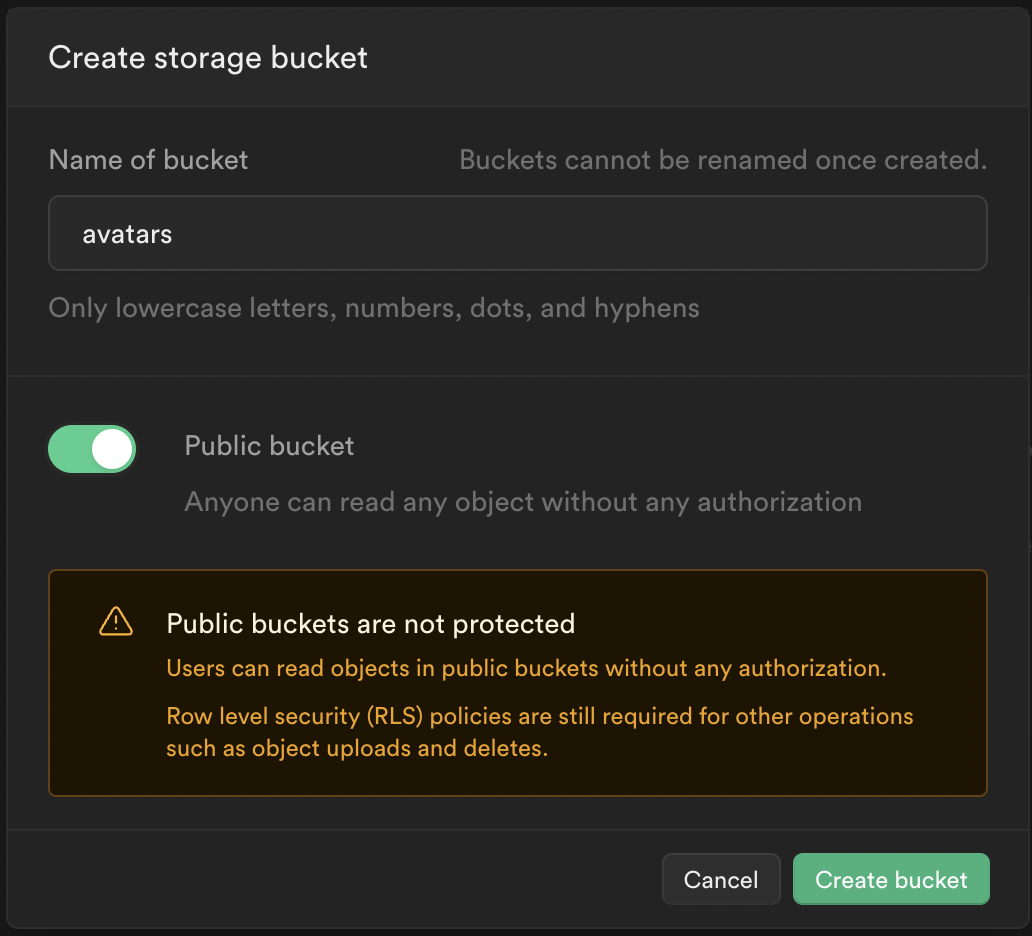 Create storage bucket
Name of bucket
Buckets cannot be renamed once created.
avatars
Only lowercase letters, numbers, dots, and hyphens
Public bucket
Anyone can read any object without any authorization
Public buckets are not protected
Users can read objects in public buckets without any authorization.
Row level security (RLS) policies are still required for other operations
such as object uploads and deletes.
Cancel
Create bucket